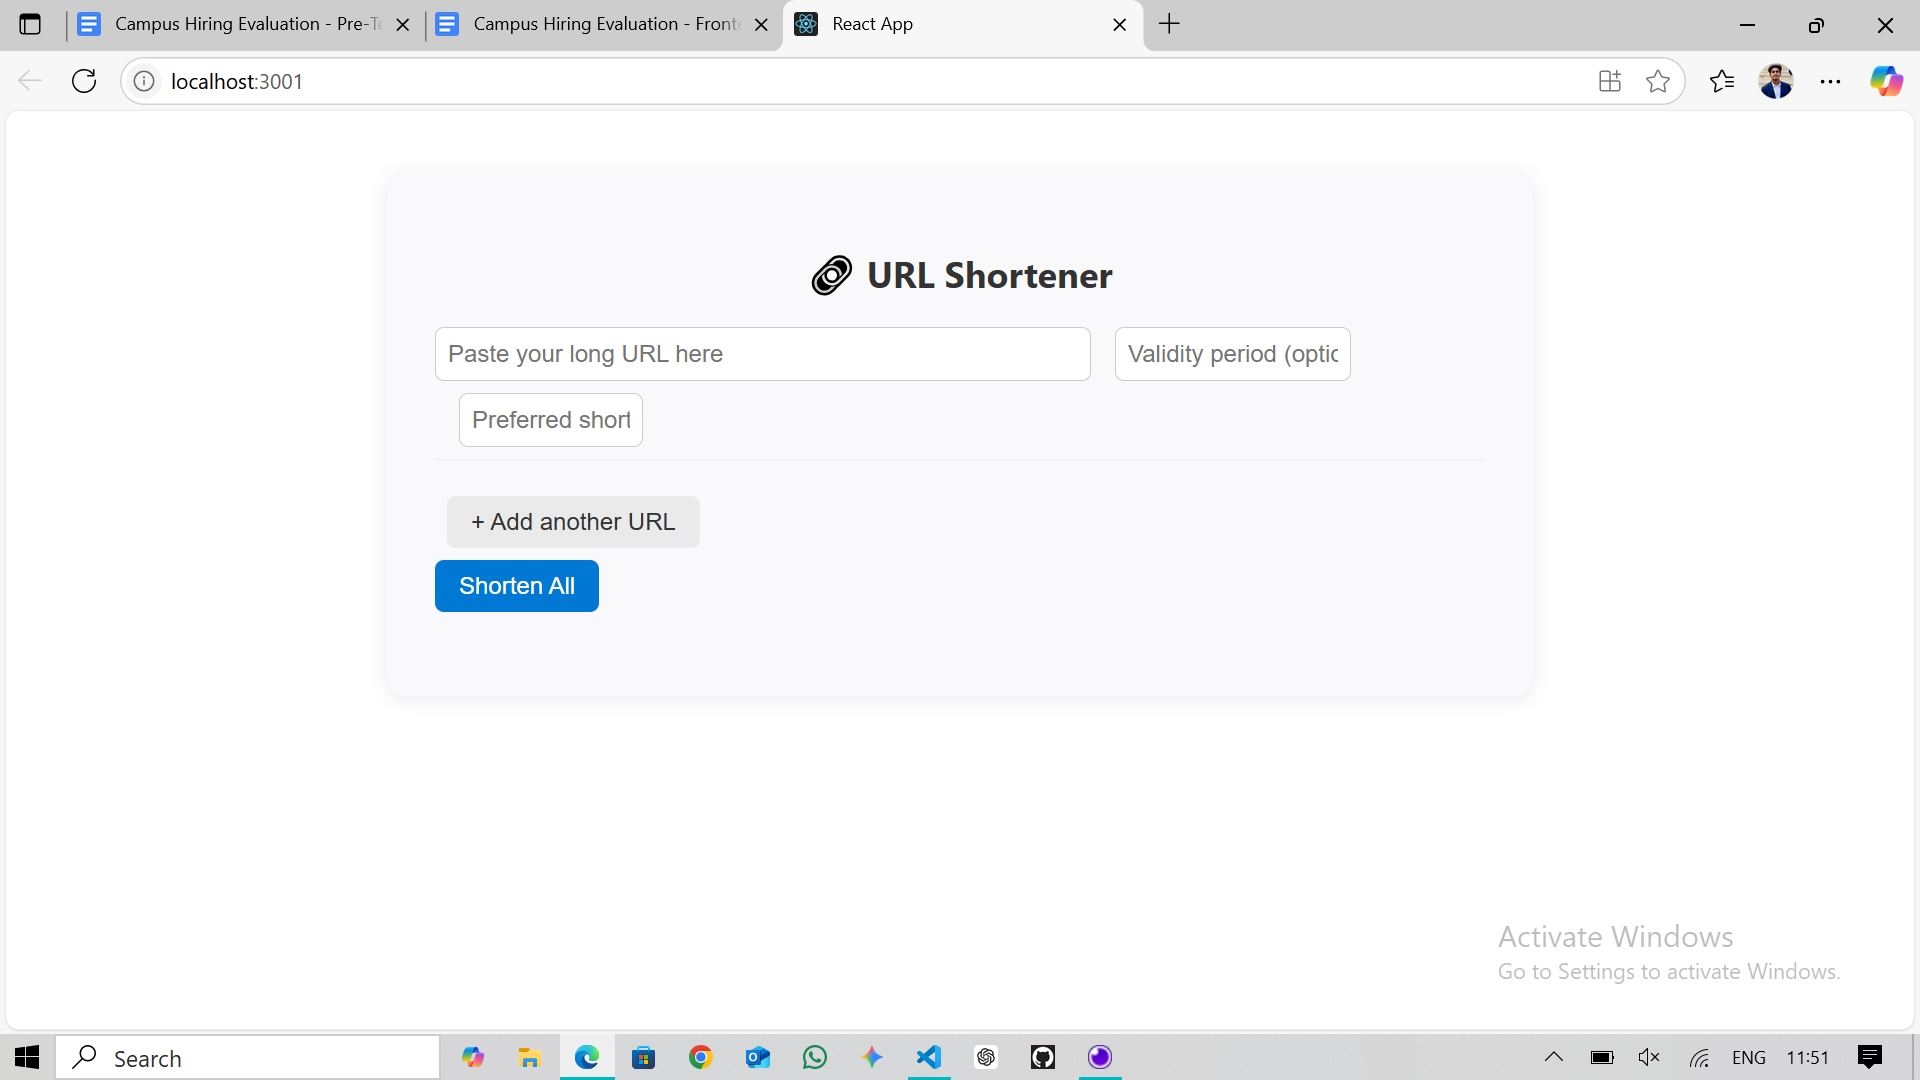 Campus Hiring Evaluation - Pre-Te
Campus Hiring Evaluation - Fronte
React App
localhost:3001
URL Shortener
Paste your long URL here
Validity period (optic
Preferred short
+ Add another URL
Shorten All
Activate Windows
Go to Settings to activate Windows.
Search
ENG
11:51